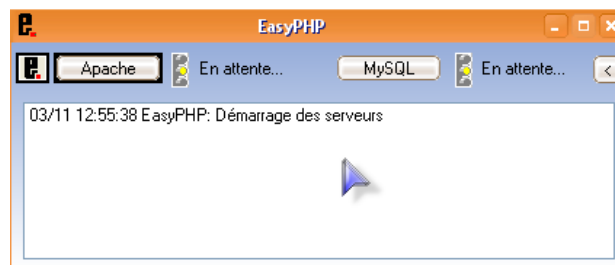 e. EasyPHP
e. Apache En attente... MySQL En attente... <
03/11 12:55:38 EasyPHP: Démarrage des serveurs